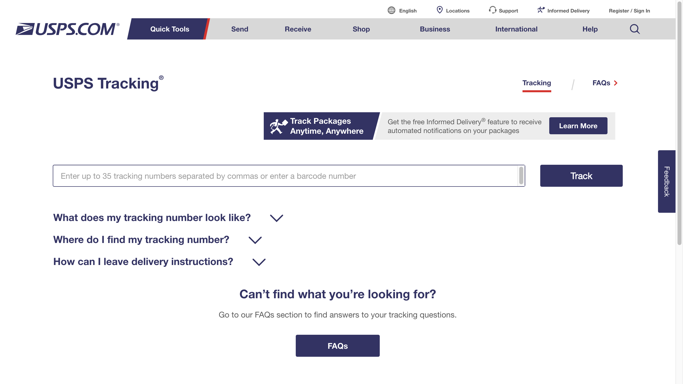 English
Locations
Support
Informed Delivery
Register / Sign In
USPS.COM®
Quick Tools
Send
Receive
Shop
Business
International
Help
USPS Tracking®
Tracking
FAQs
Track Packages
Anytime, Anywhere
Get the free Informed Delivery® feature to receive
automated notifications on your packages
Learn More
Enter up to 35 tracking numbers separated by commas or enter a barcode number
Track
Feedback
What does my tracking number look like?
Where do I find my tracking number?
How can I leave delivery instructions?
Can’t find what you’re looking for?
Go to our FAQs section to find answers to your tracking questions.
FAQs